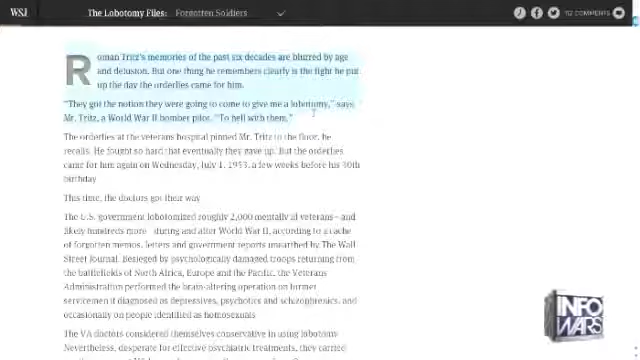 WSJ The Lobotomy Files: Forgotten Soldiers 112 COMMENTS
Roman Tritz's memories of the past six decades are blurred by age
and delusion. But one thing he remembers clearly is the fight he put
up the day the orderlies came for him.
"They got the notion they were going to come to give me a lobotomy," says
Mr. Tritz, a World War II bomber pilot. "To hell with them."
The orderlies at the veterans hospital pinned Mr. Tritz to the floor, he
recalls. He fought so hard that eventually they gave up. But the orderlies
came for him again on Wednesday, July 1, 1953, a few weeks before his 30th
birthday
This time, the doctors got their way
The U.S. government lobotomized roughly 2,000 mentally ill veterans—and
likely hundreds more during and after World War II, according to a cache
of forgotten memos, letters and government reports unearthed by The Wall
Street Journal. Besieged by psychologically damaged troops returning from
the battlefields of North Africa, Europe and the Pacific, the Veterans
Administration performed the brain-altering operation on former
servicemen it diagnosed as depressives, psychotics and schizophrenics, and
occasionally on people identified as homosexuals
The VA doctors considered themselves conservative in using lobotomy
Nevertheless, desperate for effective psychiatric treatments, they carried
INFO
WARS